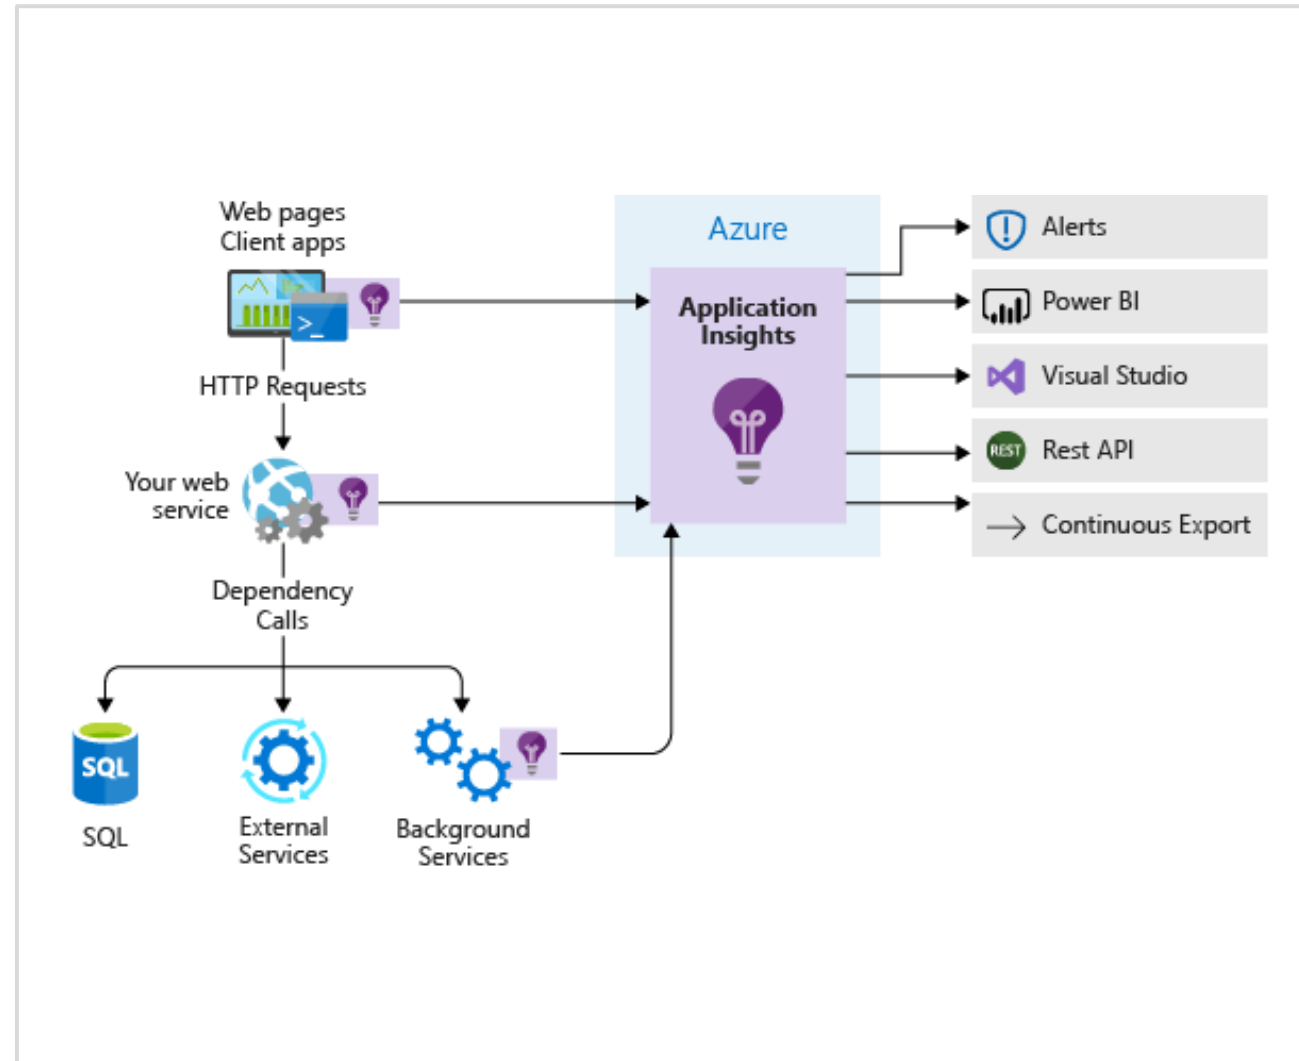 Web pages
Client apps
>_
HTTP Requests
Your web
service
Dependency
Calls
SQL
SQL
External
Services
Background
Services
Azure
Application
Insights
Alerts
Power BI
Visual Studio
REST
Rest API
Continuous Export